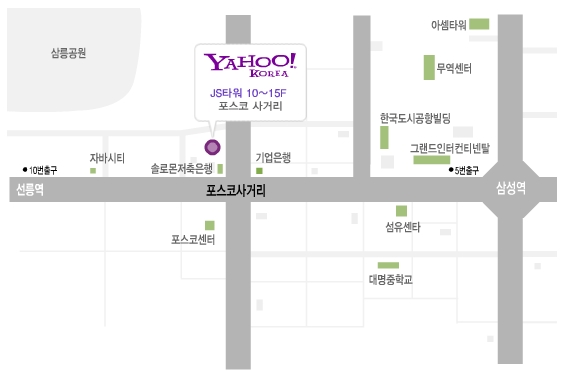 아셈타워
삼릉공원
YAHOO!
KOREA
무역센터
JS타워 10~15F
포스코 사거리
한국도시공항빌딩
그랜드인터컨티넨탈
자바시티
솔로몬저축은행
기업은행
10번출구
5번출구
선릉역
포스코사거리
삼성역
포스코센터
섬유센타
대명중학교